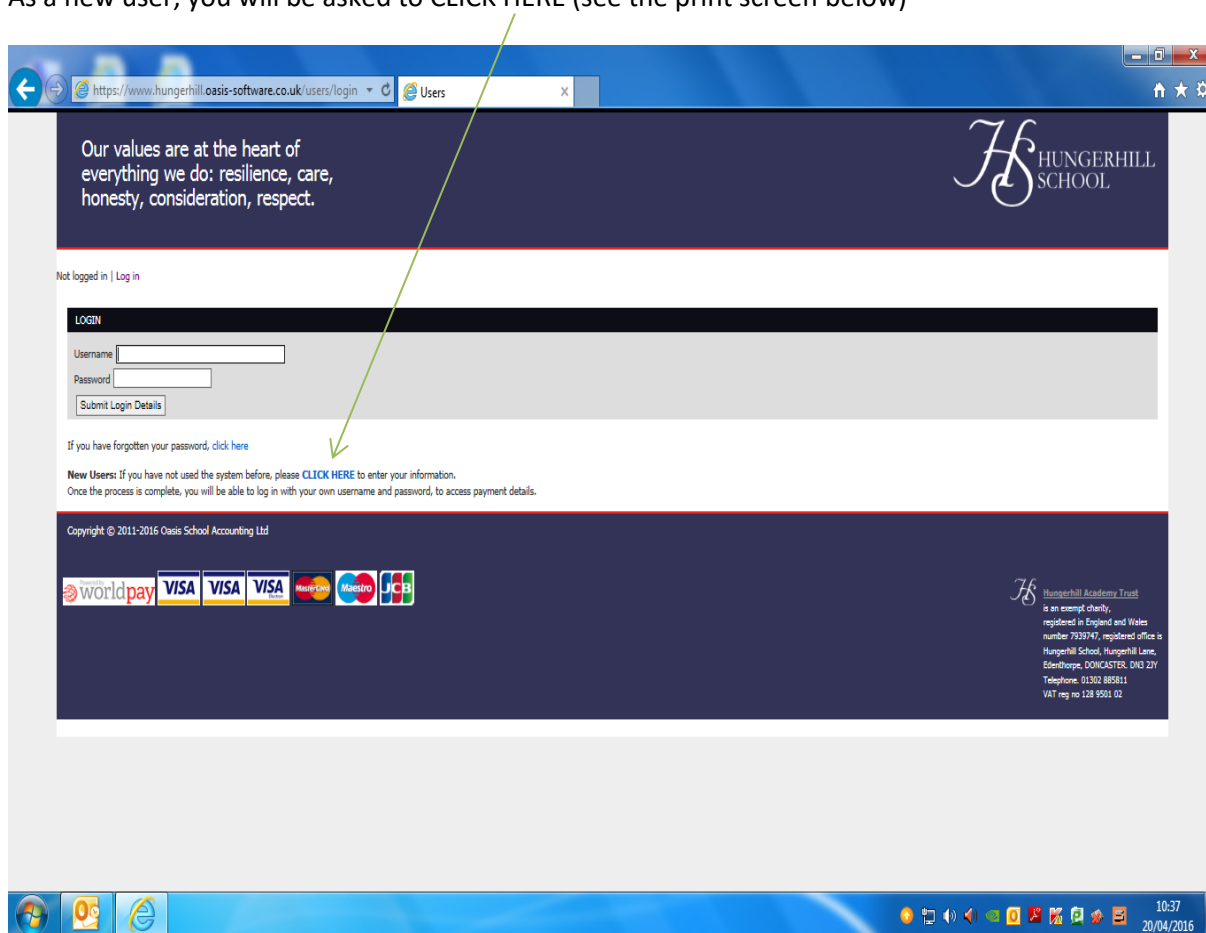 As a new user, you will be asked to CLICK HERE (see the print screen below)
https://www.hungerhill.oasis-software.co.uk/users/login
Users
Our values are at the heart of
everything we do: resilience, care,
honesty, consideration, respect.
HS HUNGERHILL
SCHOOL
Not logged in | Log in
LOGIN
Username
Password
Submit Login Details
If you have forgotten your password, click here
New Users: If you have not used the system before, please CLICK HERE to enter your information.
Once the process is complete, you will be able to log in with your own username and password, to access payment details.
Copyright © 2011-2016 Oasis School Accounting Ltd
Powered by
worldpay VISA VISA VISA Electron MasterCard Maestro JCB
HS Hungerhill Academy Trust
is an exempt charity,
registered in England and Wales
number 7939747, registered office is
Hungerhill School, Hungerhill Lane,
Edenthorpe, DONCASTER. DN3 2JY
Telephone. 01302 885811
VAT reg no 128 9501 02
10:37
20/04/2016